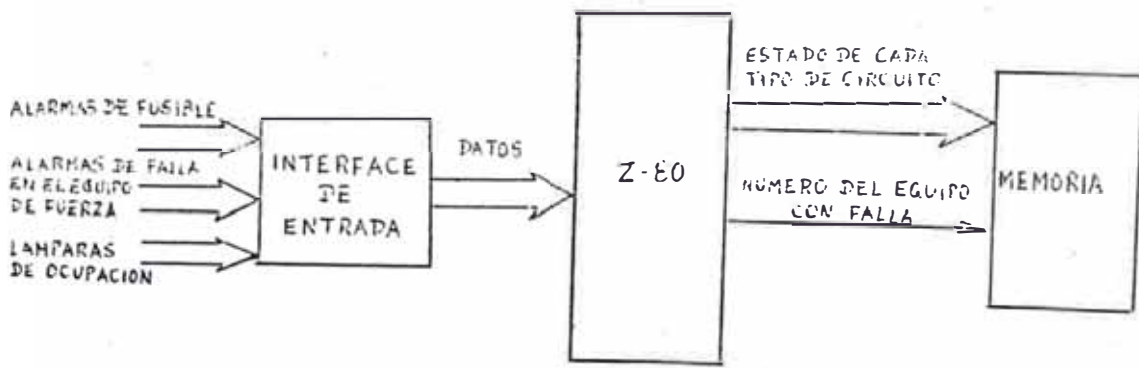 ALARMAS DE FUSIBLE
ALARMAS DE FALLA
EN EL EQUIPO
DE FUERZA
LAMPARAS
DE OCUPACION
INTERFACE
DE
ENTRADA
DATOS
Z-80
ESTADO DE CADA
TIPO DE CIRCUITO
NUMERO DEL EQUIPO
CON FALLA
MEMORIA